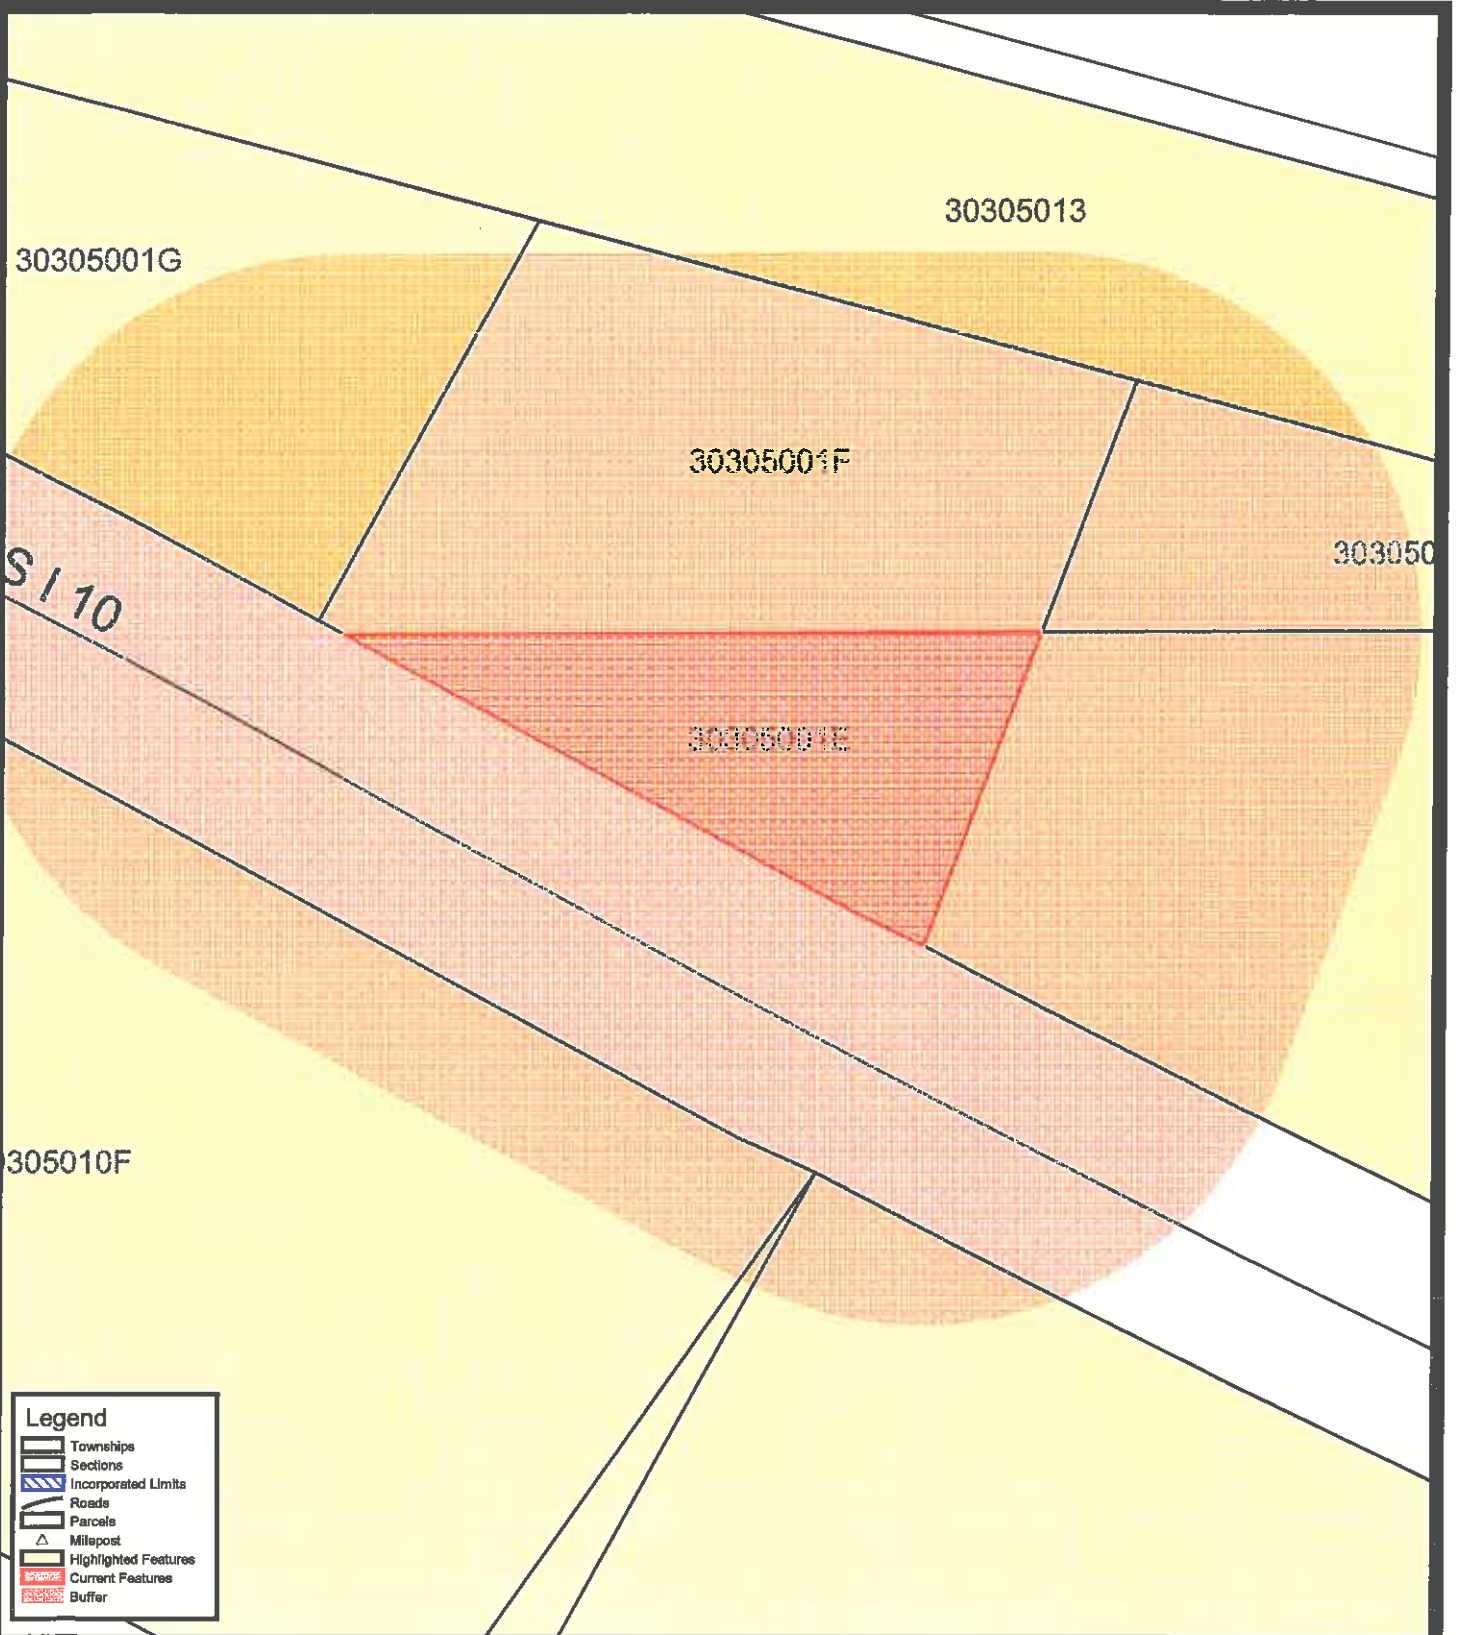 30305013
30305001G
30305001F
303050
S I 10
30305001E
305010F
Legend
Townships
Sections
Incorporated Limits
Roads
Parcels
Milepost
Highlighted Features
Current Features
Buffer